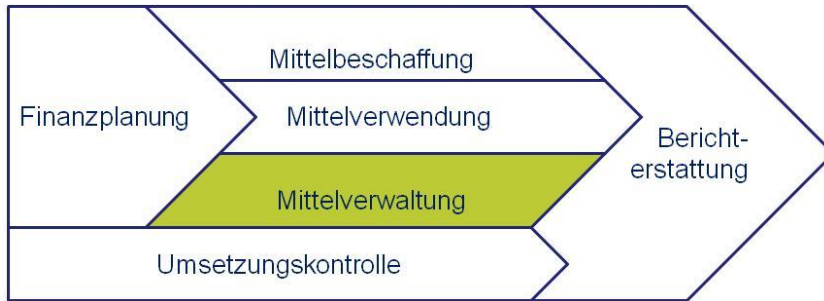 Mittelbeschaffung
Finanzplanung
Mittelverwendung
Bericht-
erstattung
Mittelverwaltung
Umsetzungskontrolle